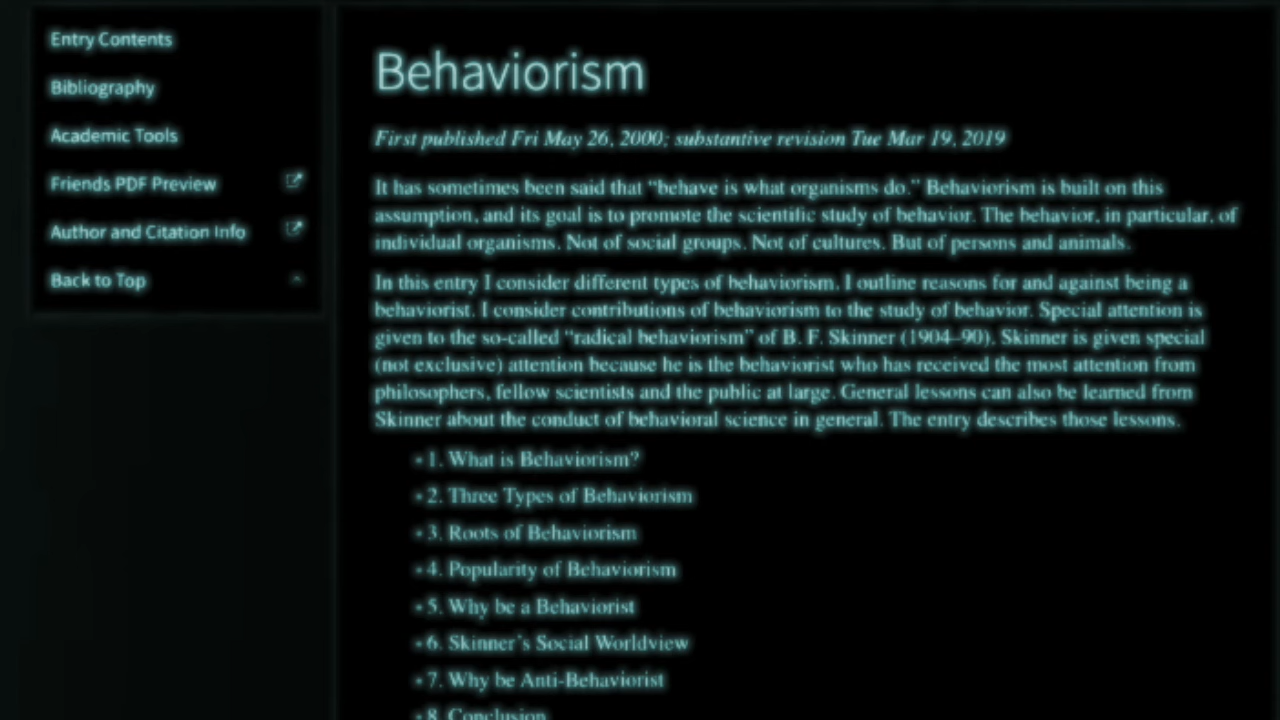 Entry Contents
Bibliography
Academic Tools
Friends PDF Preview
Author and Citation Info
Back to Top
Behaviorism
First published Fri May 26, 2000; substantive revision Tue Mar 19, 2019
It has sometimes been said that “behave is what organisms do.” Behaviorism is built on this
assumption, and its goal is to promote the scientific study of behavior. The behavior, in particular, of
individual organisms. Not of social groups. Not of cultures. But of persons and animals.
In this entry I consider different types of behaviorism. I outline reasons for and against being a
behaviorist. I consider contributions of behaviorism to the study of behavior. Special attention is
given to the so-called “radical behaviorism” of B. F. Skinner (1904–90). Skinner is given special
(not exclusive) attention because he is the behaviorist who has received the most attention from
philosophers, fellow scientists and the public at large. General lessons can also be learned from
Skinner about the conduct of behavioral science in general. The entry describes those lessons.
• 1. What is Behaviorism?
• 2. Three Types of Behaviorism
• 3. Roots of Behaviorism
• 4. Popularity of Behaviorism
• 5. Why be a Behaviorist
• 6. Skinner’s Social Worldview
• 7. Why be Anti-Behaviorist
• 8. Conclusion